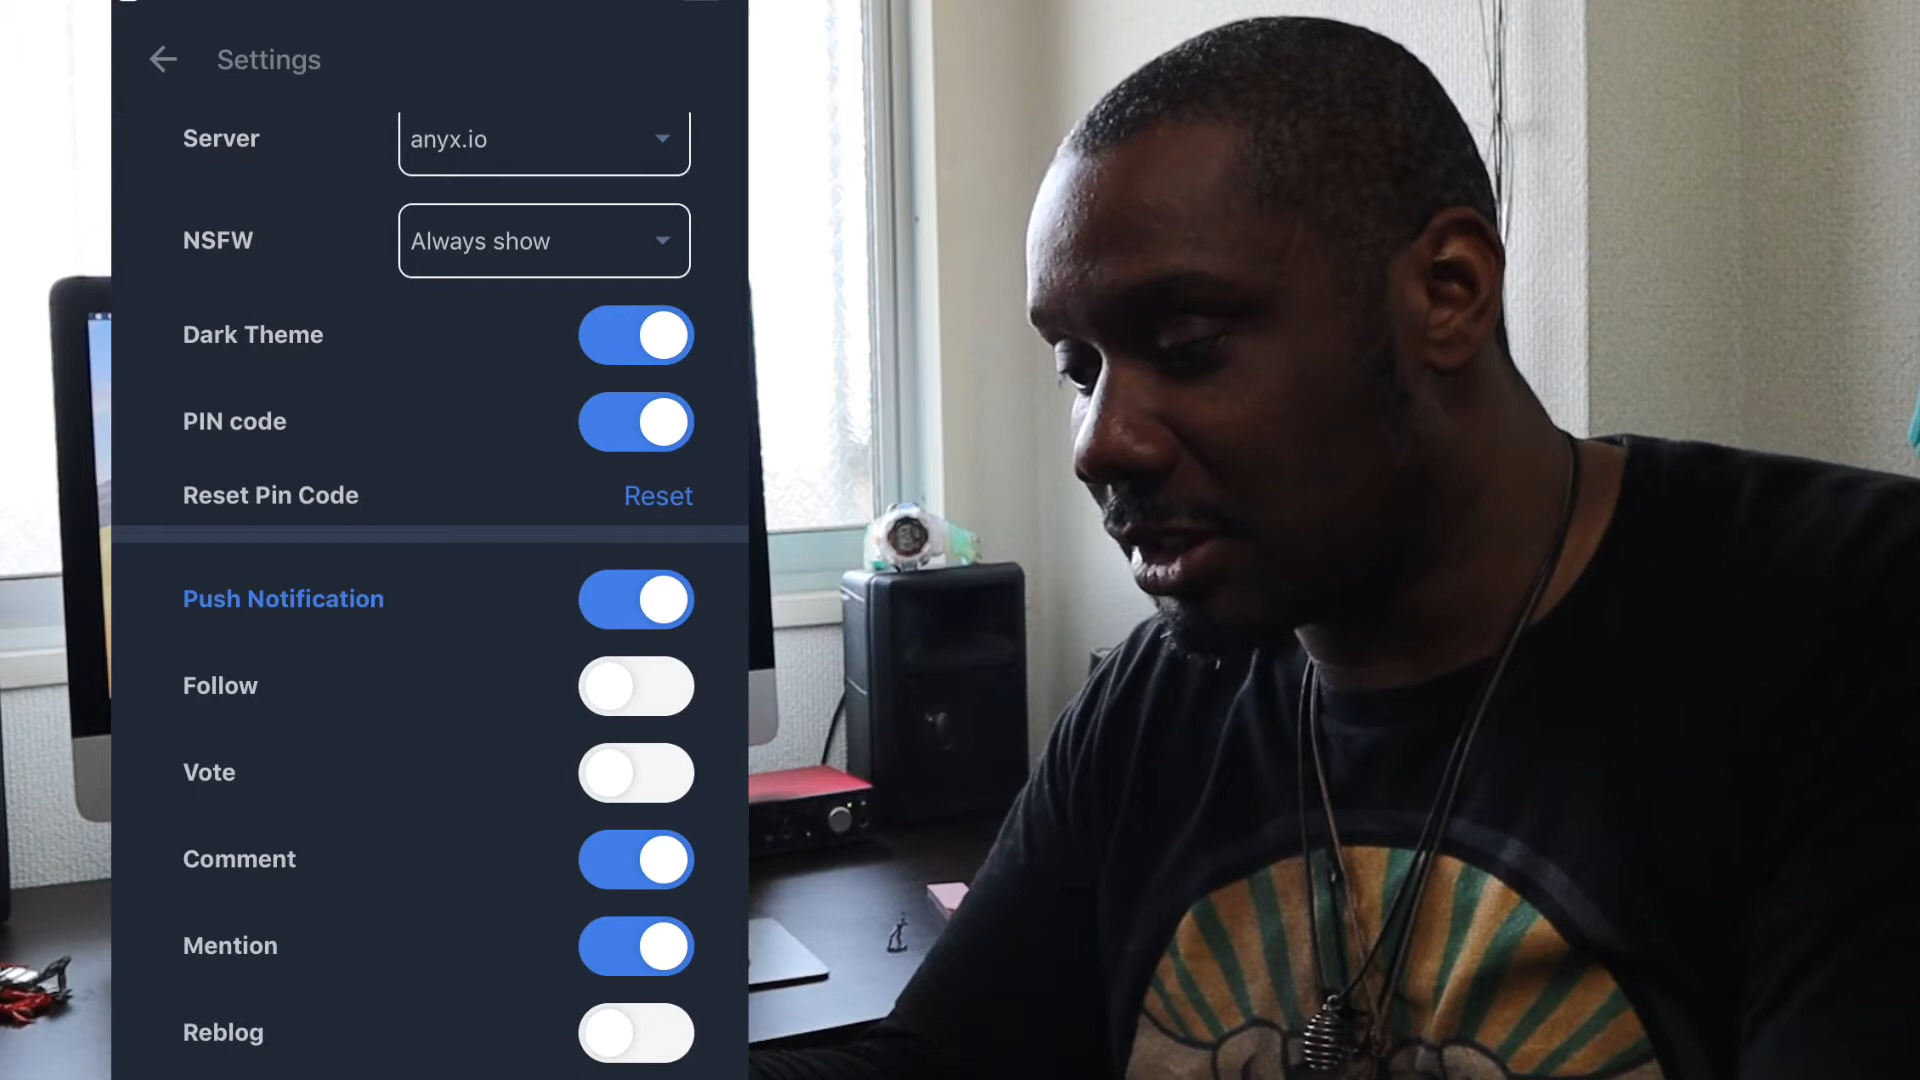 Settings
Server anyx.io
NSFW Always show
Dark Theme
PIN code
Reset Pin Code Reset
Push Notification
Follow
Vote
Comment
Mention
Reblog